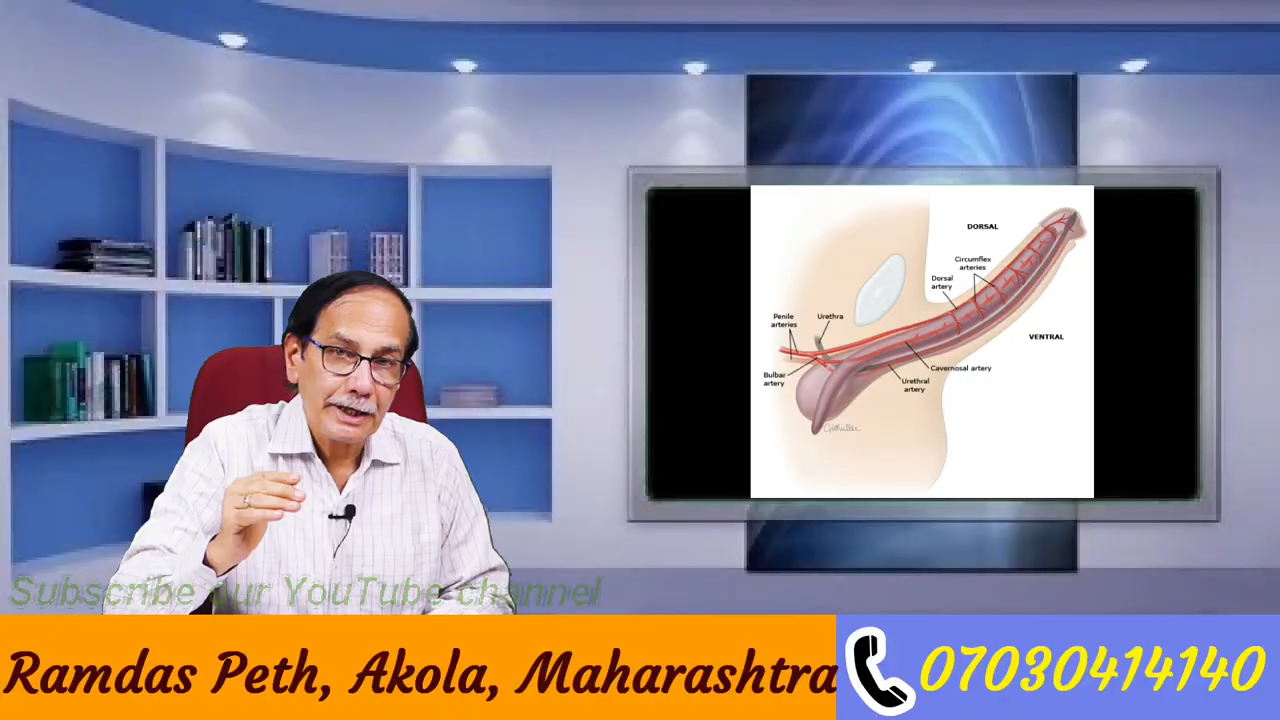 DORSAL
Circumflex
arteries
Dorsal
artery
Penile
arteries
Urethra
VENTRAL
Bulbar
artery
Cavernosal artery
Urethral
artery
Subscribe our YouTube channel
Ramdas Peth, Akola, Maharashtra
07030414140